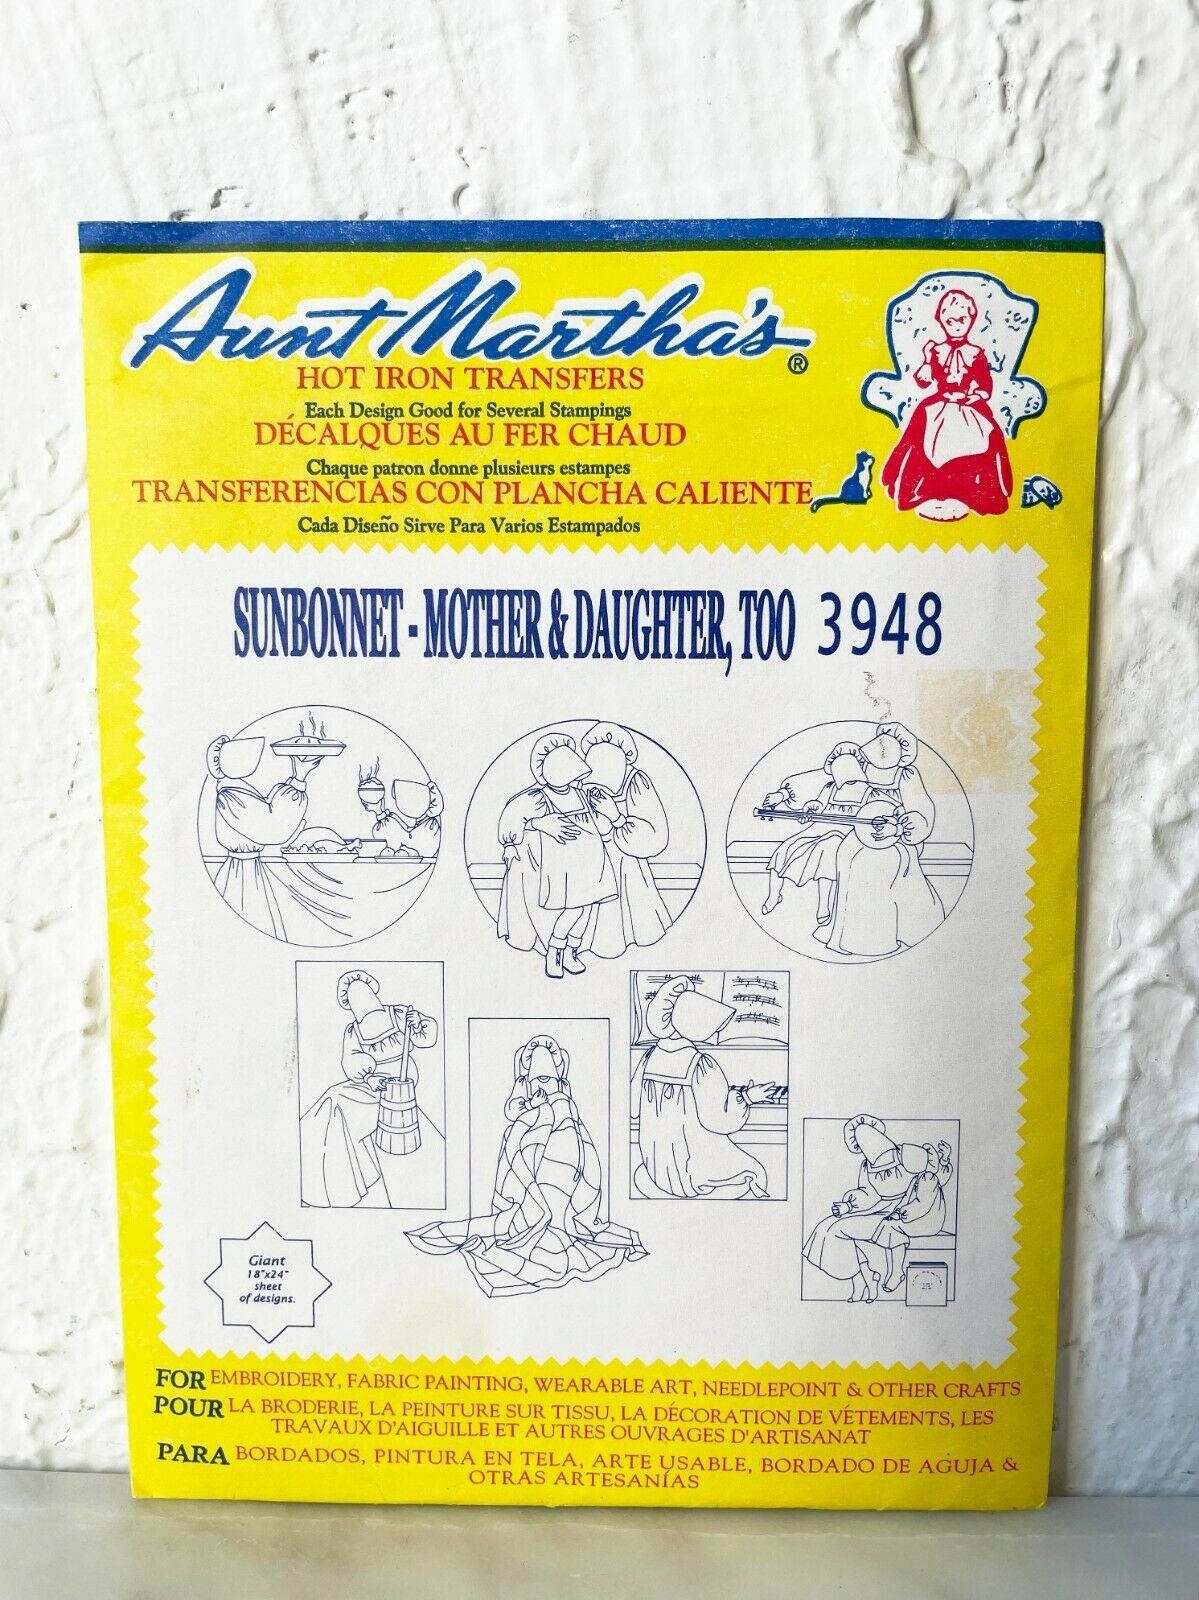 Aunt Martha's®
HOT IRON TRANSFERS
Each Design Good for Several Stampings
DÉCALQUES AU FER CHAUD
Chaque patron donne plusieurs estampes
TRANSFERENCIAS CON PLANCHA CALIENTE
Cada Diseño Sirve Para Varios Estampados
SUNBONNET - MOTHER & DAUGHTER, TOO 3948
Giant
18"x24"
sheet
of designs.
FOR EMBROIDERY, FABRIC PAINTING, WEARABLE ART, NEEDLEPOINT & OTHER CRAFTS
POUR LA BRODERIE, LA PEINTURE SUR TISSU, LA DÉCORATION DE VÉTEMENTS, LES
TRAVAUX D'AIGUILLE ET AUTRES OUVRAGES D'ARTISANAT
PARA BORDADOS, PINTURA EN TELA, ARTE USABLE, BORDADO DE AGUJA &
OTRAS ARTESANÍAS